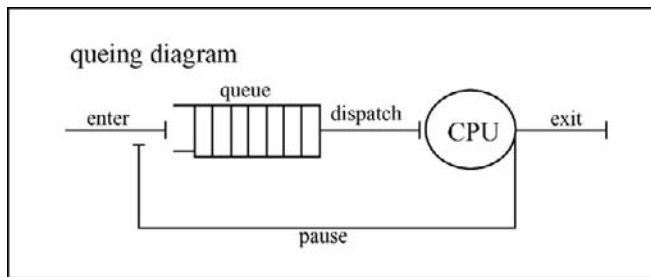 queing diagram
queue
enter
dispatch
CPU
exit
pause